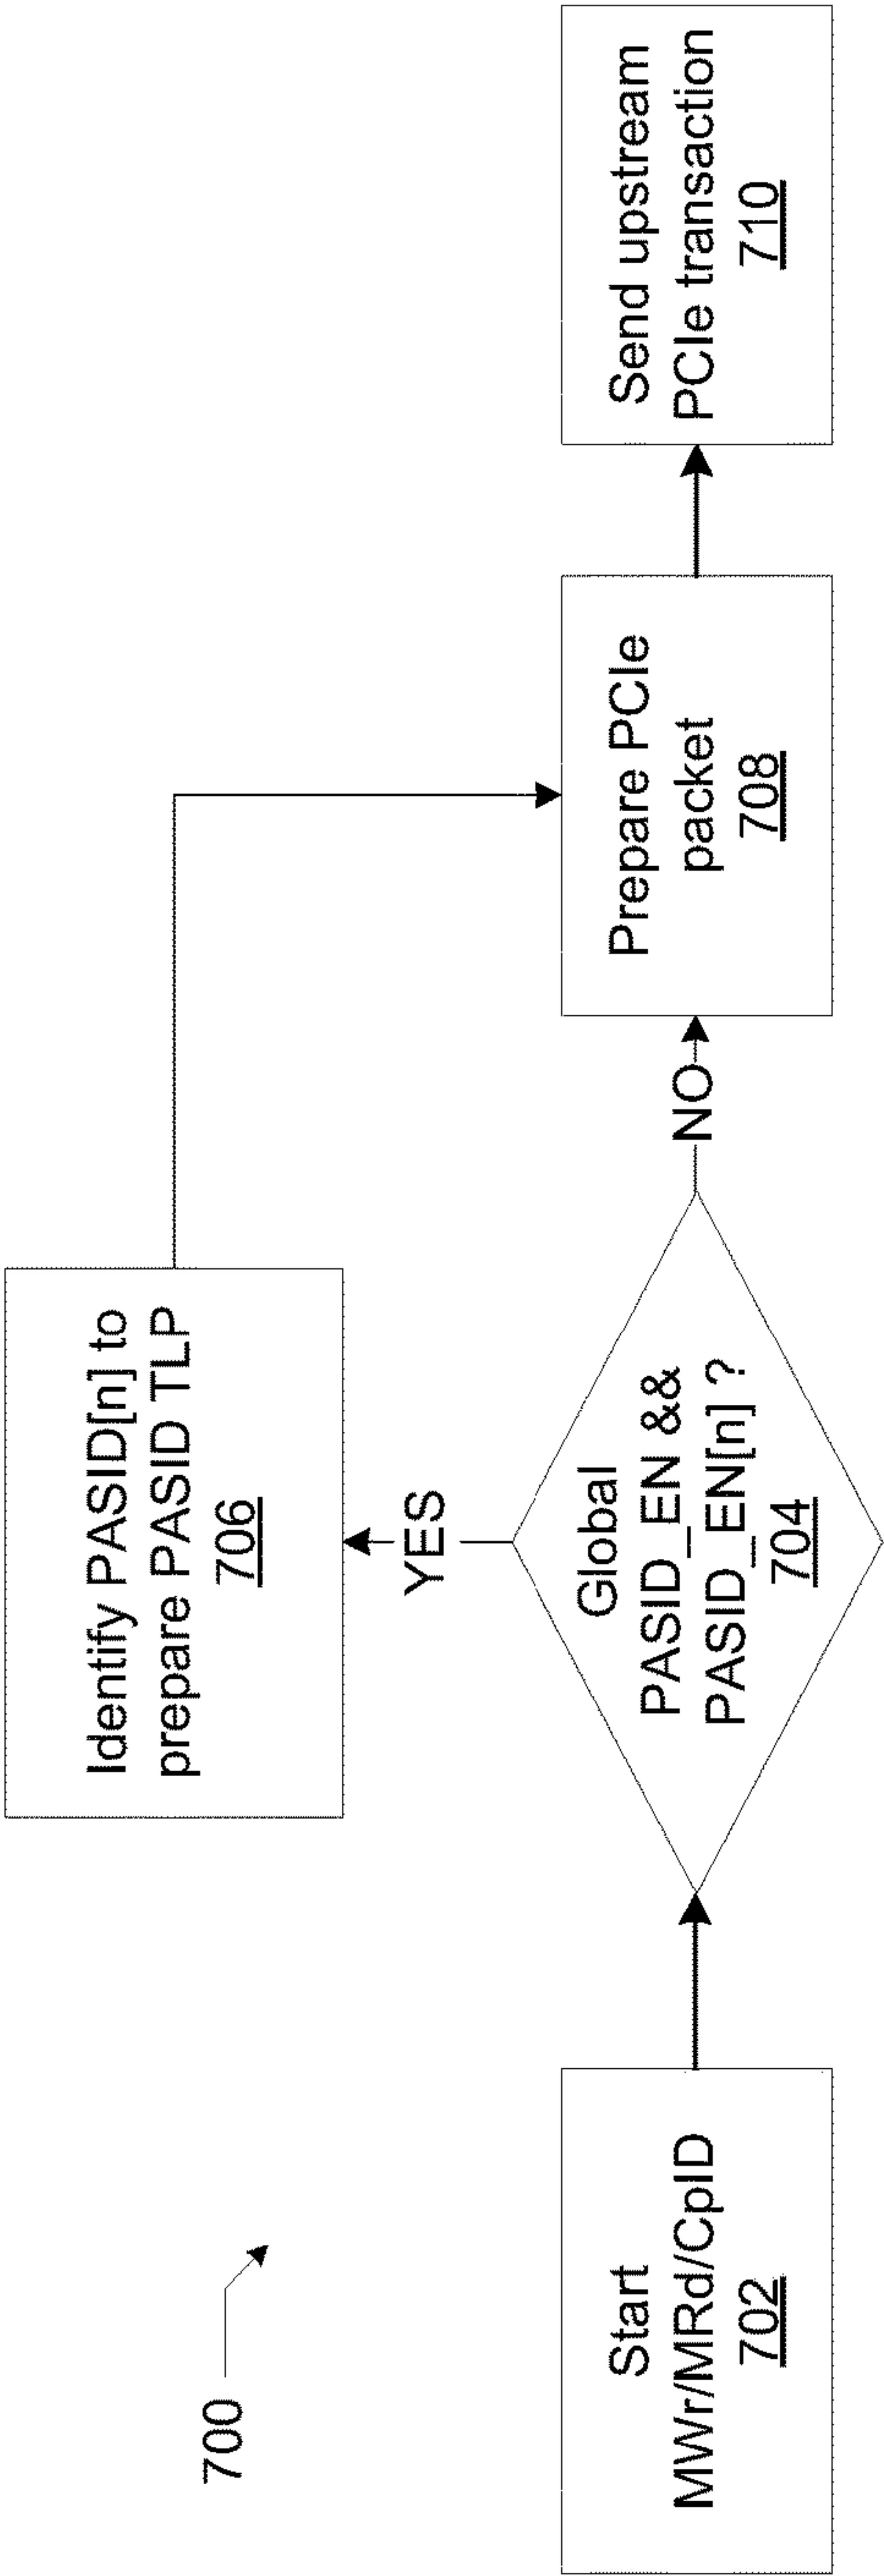 700
Start
MWr/MRd/CplD
702
Global
PASID_EN &&
PASID_EN[n] ?
704
YES
NO
Identify PASID[n] to
prepare PASID TLP
706
Prepare PCIe
packet
708
Send upstream
PCIe transaction
710